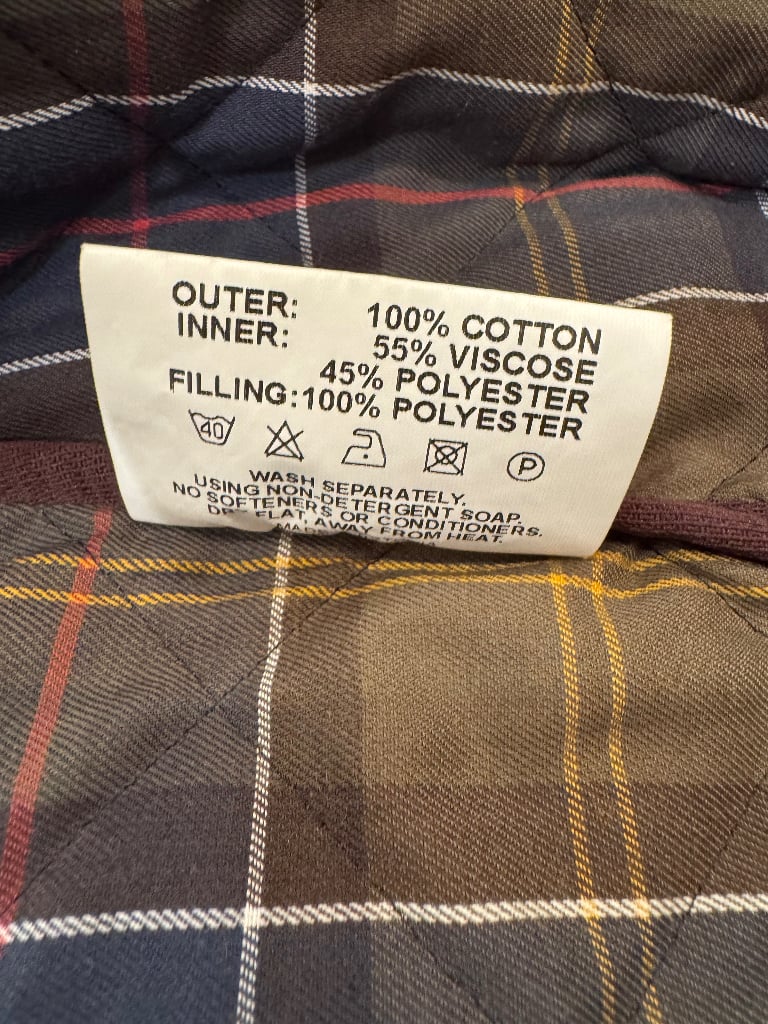 OUTER: 100% COTTON
INNER: 55% VISCOSE
45% POLYESTER
FILLING:100% POLYESTER
40 P
WASH SEPARATELY.
USING NON-DETERGENT SOAP.
NO SOFTENERS OR CONDITIONERS.
DRY FLAT, AWAY FROM HEAT.